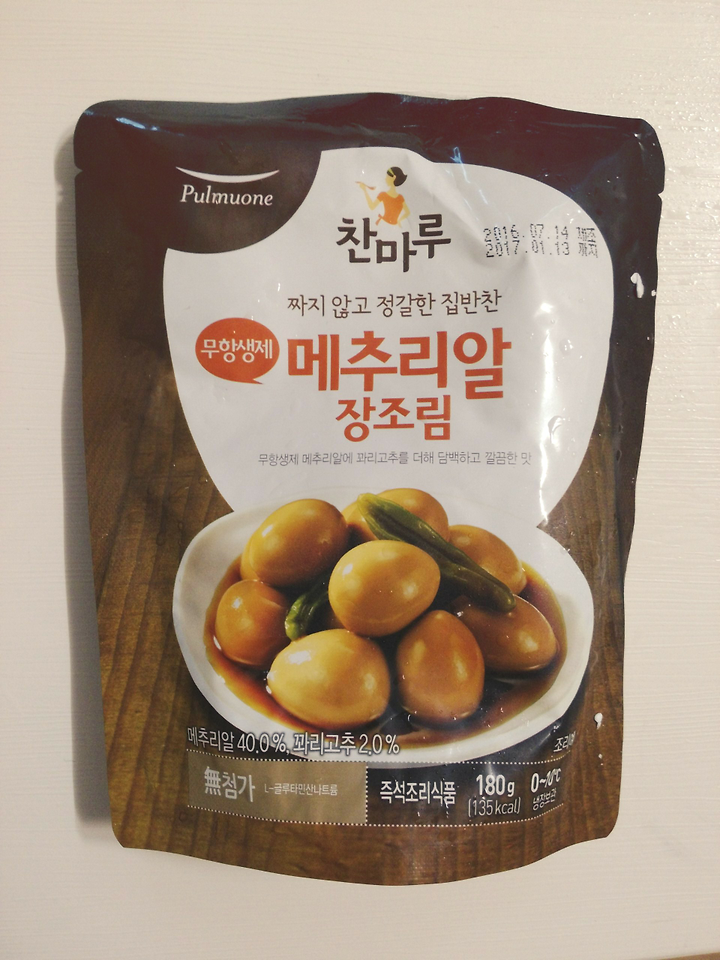 Pulmuone
찬마루
2016.07.14 제조
2017.01.13 까지
짜지 않고 정갈한 집반찬
무항생제
메추리알
장조림
무항생제 메추리알에 꽈리고추를 더해 담백하고 깔끔한 맛
메추리알 40.0%, 꽈리고추 2.0%
조리예
無첨가 L-글루타민산나트륨
즉석조리식품
180g
(135kcal)
0~10℃
냉장보관